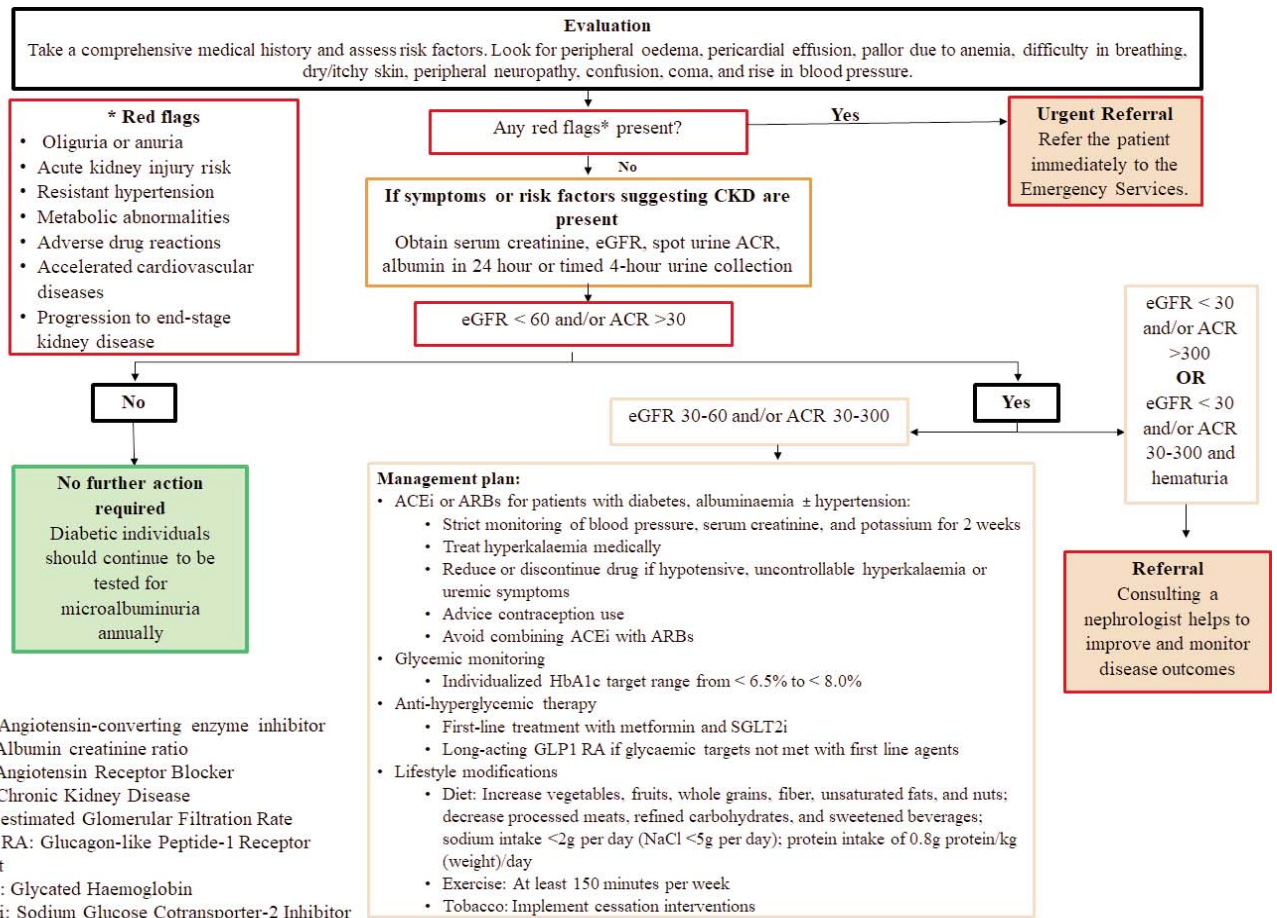 Evaluation
Take a comprehensive medical history and assess risk factors. Look for peripheral oedema, pericardial effusion, pallor due to anemia, difficulty in breathing,
dry/itchy skin, peripheral neuropathy, confusion, coma, and rise in blood pressure.
* Red flags
• Oliguria or anuria
• Acute kidney injury risk
• Resistant hypertension
• Metabolic abnormalities
• Adverse drug reactions
• Accelerated cardiovascular
diseases
• Progression to end-stage
kidney disease
Any red flags* present?
Yes
Urgent Referral
Refer the patient
immediately to the
Emergency Services.
No
If symptoms or risk factors suggesting CKD are
present
Obtain serum creatinine, eGFR, spot urine ACR,
albumin in 24 hour or timed 4-hour urine collection
eGFR < 60 and/or ACR >30
No
Yes
No further action
required
Diabetic individuals
should continue to be
tested for
microalbuminuria
annually
eGFR 30-60 and/or ACR 30-300
eGFR < 30
and/or ACR
>300
OR
eGFR < 30
and/or ACR
30-300 and
hematuria
Referral
Consulting a
nephrologist helps to
improve and monitor
disease outcomes
Management plan:
• ACEi or ARBs for patients with diabetes, albuminaemia ± hypertension:
• Strict monitoring of blood pressure, serum creatinine, and potassium for 2 weeks
• Treat hyperkalaemia medically
• Reduce or discontinue drug if hypotensive, uncontrollable hyperkalaemia or
uremic symptoms
• Advice contraception use
• Avoid combining ACEi with ARBs
• Glycemic monitoring
• Individualized HbA1c target range from < 6.5% to < 8.0%
• Anti-hyperglycemic therapy
• First-line treatment with metformin and SGLT2i
• Long-acting GLP1 RA if glycaemic targets not met with first line agents
• Lifestyle modifications
• Diet: Increase vegetables, fruits, whole grains, fiber, unsaturated fats, and nuts;
decrease processed meats, refined carbohydrates, and sweetened beverages;
sodium intake <2g per day (NaCl <5g per day); protein intake of 0.8g protein/kg
(weight)/day
• Exercise: At least 150 minutes per week
• Tobacco: Implement cessation interventions
Angiotensin-converting enzyme inhibitor
Albumin creatinine ratio
Angiotensin Receptor Blocker
Chronic Kidney Disease
estimated Glomerular Filtration Rate
RA: Glucagon-like Peptide-1 Receptor
: Glycated Haemoglobin
i: Sodium Glucose Cotransporter-2 Inhibitor